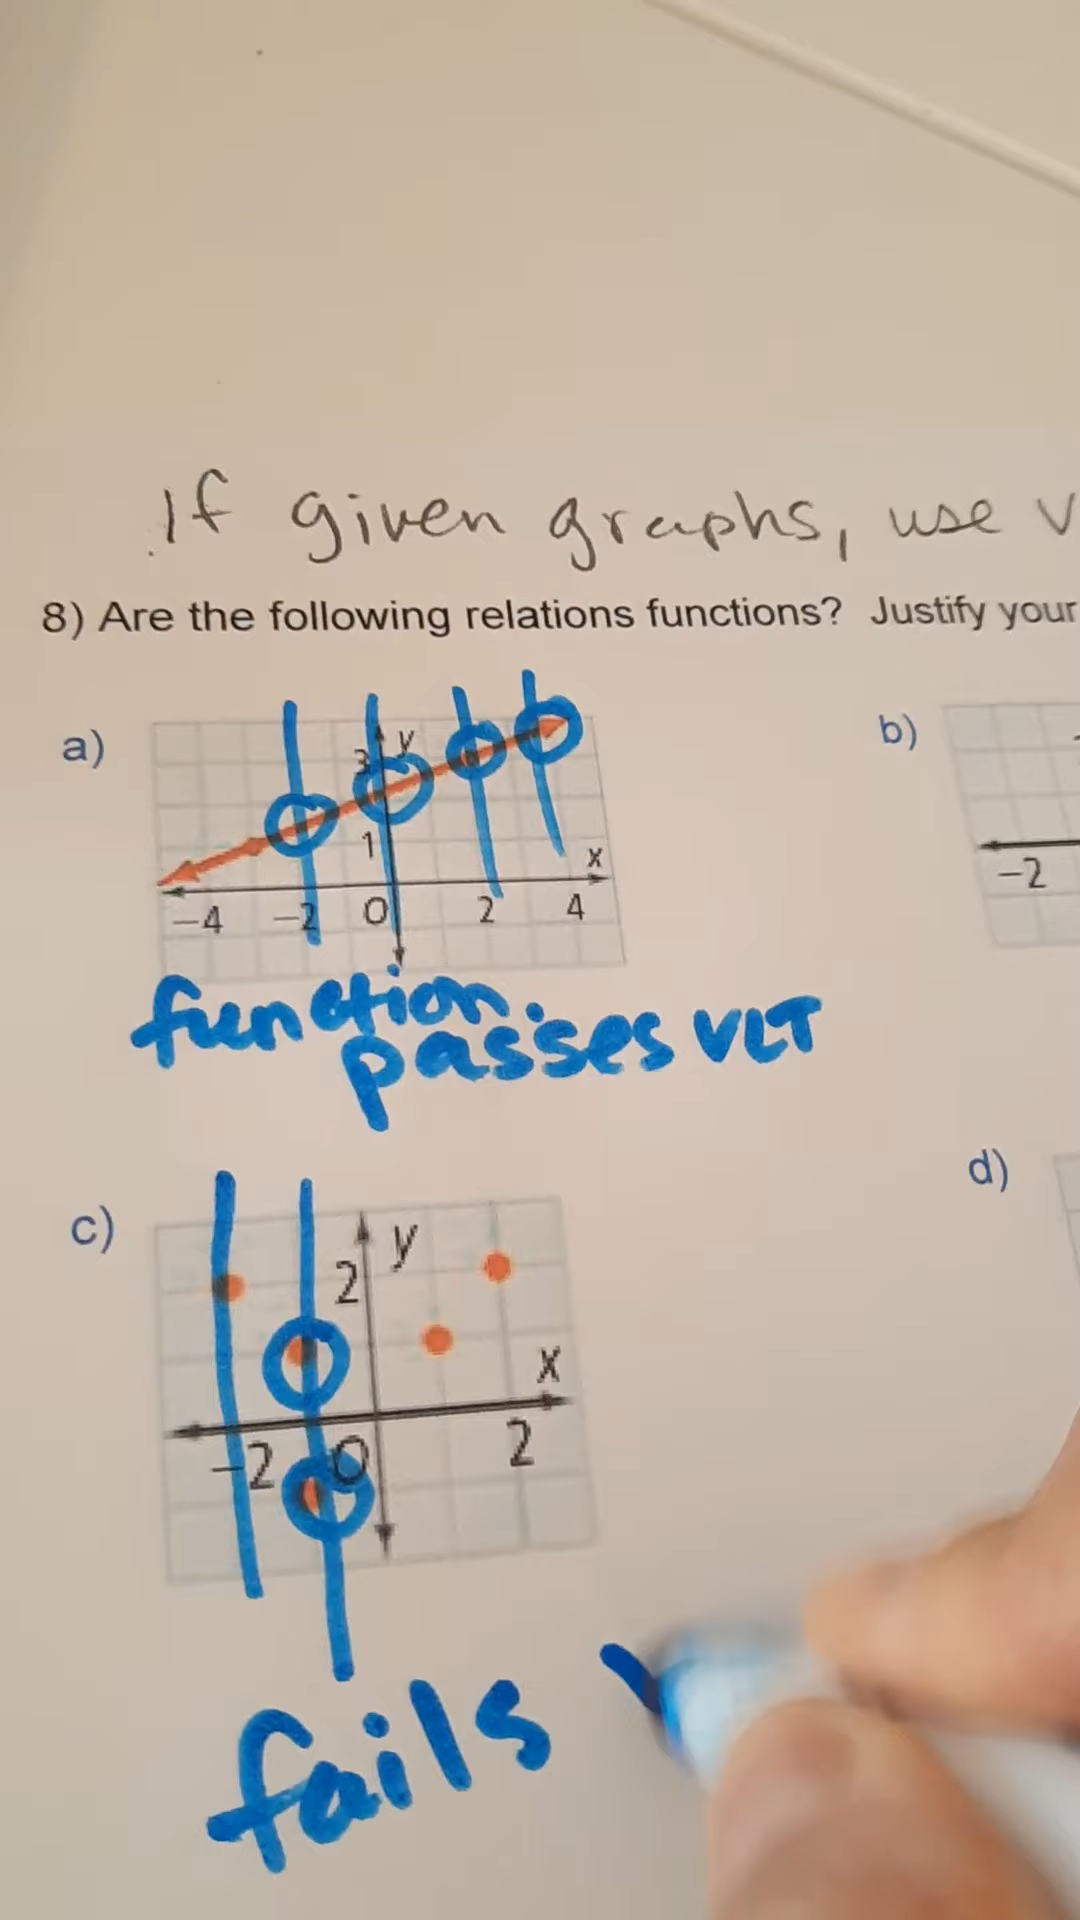 If given graphs, use V
8) Are the following relations functions? Justify your
a)
y
3
1
x
-4 -2 0 2 4
b)
-2
function.
passes VLT
c)
y
2
x
-2 0 2
d)
fails